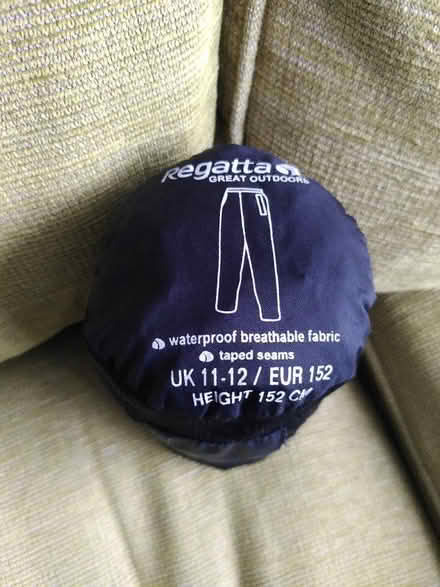 Regatta
GREAT OUTDOORS
waterproof breathable fabric
taped seams
UK 11-12 / EUR 152
HEIGHT 152 CM